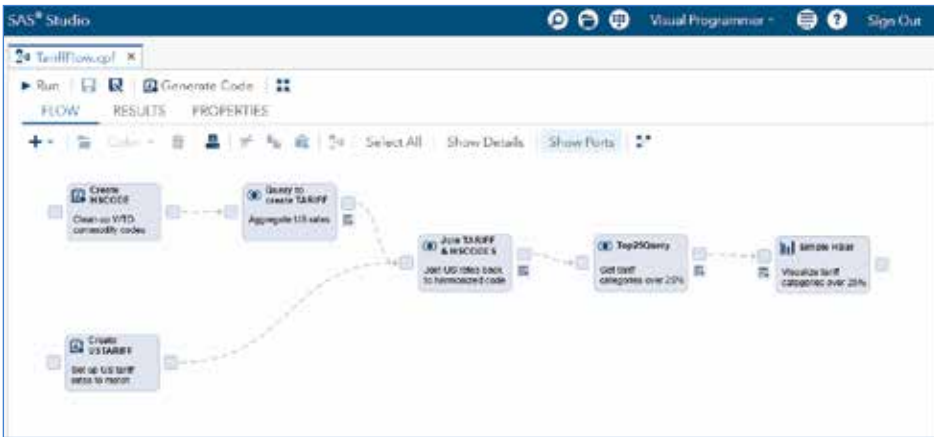 SAS® Studio
Visual Programmer
Sign Out
TariffFlow.cpf
Run
Generate Code
FLOW RESULTS PROPERTIES
Select All Show Details Show Ports
Create
HSCODE
Clean up WTO
commodity codes
Query to
create TARIFF
Aggregate US rates
Join TARIFF
& HSCODES
Join US rates back
to harmonized code
Top25Query
Get tariff
categories over 25%
Simple HBar
Visualize tariff
categories over 25%
Create
USTARIFF
Set up US tariff
rates to match